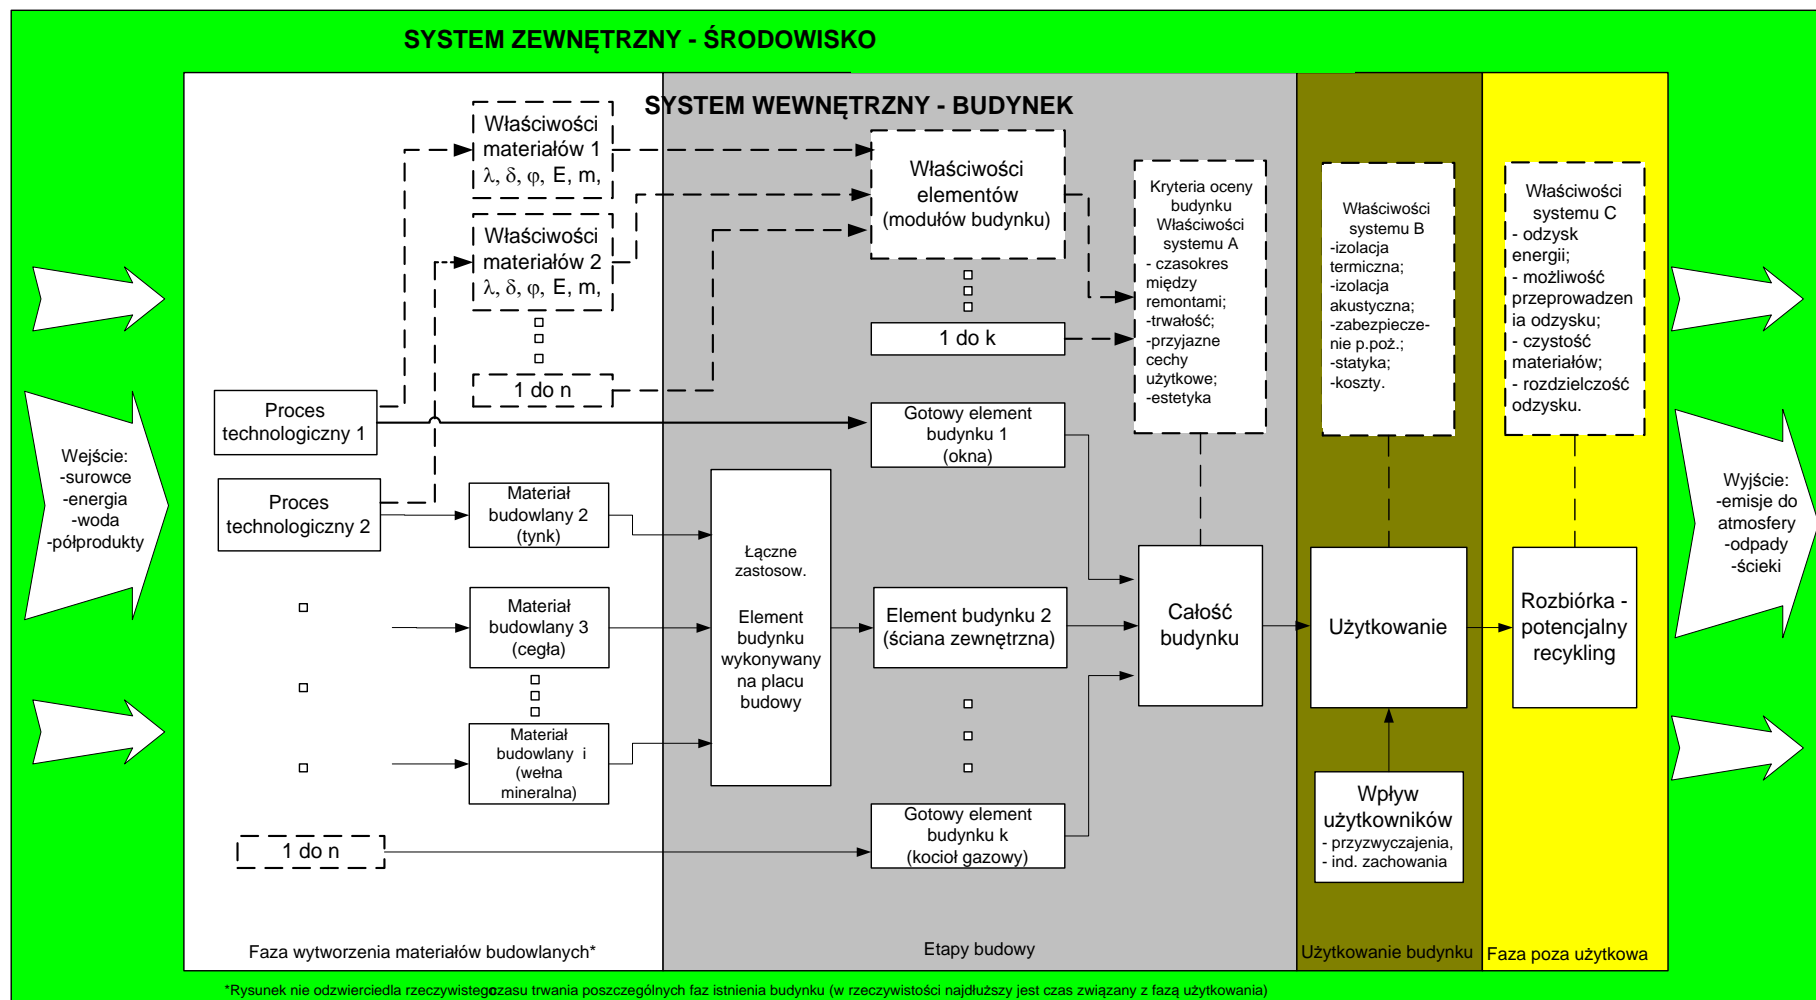 SYSTEM ZEWNĘTRZNY - ŚRODOWISKO
SYSTEM WEWNĘTRZNY - BUDYNEK
Wejście:
-surowce
-energia
-woda
-półprodukty
Proces
technologiczny 1
Proces
technologiczny 2
1 do n
Właściwości
materiałów 1
λ, δ, φ, E, m,
Właściwości
materiałów 2
λ, δ, φ, E, m,
1 do n
Materiał
budowlany 2
(tynk)
Materiał
budowlany 3
(cegła)
Materiał
budowlany i
(wełna
mineralna)
Faza wytworzenia materiałów budowlanych*
Łączne
zastosow.
Element
budynku
wykonywany
na placu
budowy
Właściwości
elementów
(modułów budynku)
1 do k
Gotowy element
budynku 1
(okna)
Element budynku 2
(ściana zewnętrzna)
Gotowy element
budynku k
(kocioł gazowy)
Kryteria oceny
budynku
Właściwości
systemu A
- czasokres
między
remontami;
-trwałość;
-przyjazne
cechy
użytkowe;
-estetyka
Całość
budynku
Etapy budowy
Właściwości
systemu B
-izolacja
termiczna;
-izolacja
akustyczna;
-zabezpiecze-
nie p.poż.;
-statyka;
-koszty.
Użytkowanie
Wpływ
użytkowników
- przyzwyczajenia,
- ind. zachowania
Użytkowanie budynku
Właściwości
systemu C
- odzysk
energii;
- możliwość
przeprowadzen
ia odzysku;
- czystość
materiałów;
- rozdzielczość
odzysku.
Rozbiórka -
potencjalny
recykling
Faza poza użytkowa
Wyjście:
-emisje do
atmosfery
-odpady
-ścieki
*Rysunek nie odzwierciedla rzeczywistego czasu trwania poszczególnych faz istnienia budynku (w rzeczywistości najdłuższy jest czas związany z fazą użytkowania)